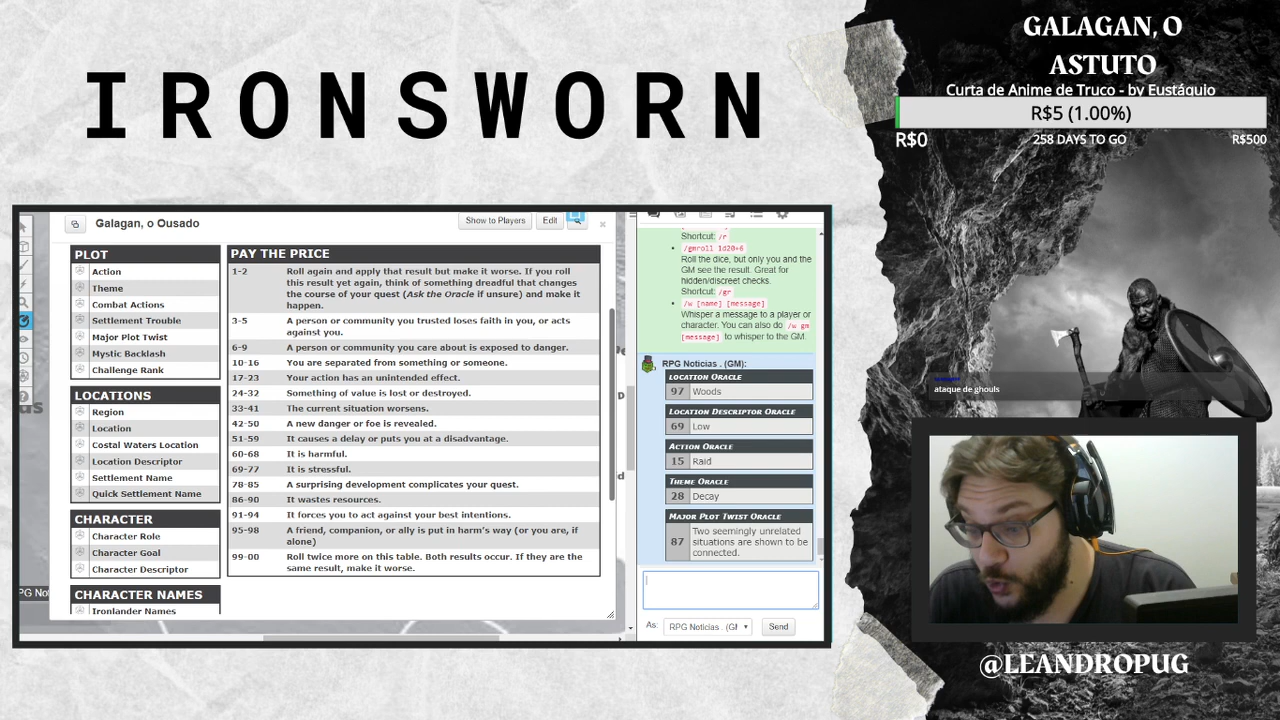 IRONSWORN
GALAGAN, O
ASTUTO
Curta de Anime de Truco - by Eustáquio
R$5 (1.00%)
R$0
258 DAYS TO GO
R$500
Galagan, o Ousado
Show to Players
Edit
PLOT
Action
Theme
Combat Actions
Settlement Trouble
Major Plot Twist
Mystic Backlash
Challenge Rank
LOCATIONS
Region
Location
Costal Waters Location
Location Descriptor
Settlement Name
Quick Settlement Name
CHARACTER
Character Role
Character Goal
Character Descriptor
CHARACTER NAMES
Ironlander Names
PAY THE PRICE
1-2 Roll again and apply that result but make it worse. If you roll
this result yet again, think of something dreadful that changes
the course of your quest (Ask the Oracle if unsure) and make it
happen.
3-5 A person or community you trusted loses faith in you, or acts
against you.
6-9 A person or community you care about is exposed to danger.
10-16 You are separated from something or someone.
17-23 Your action has an unintended effect.
24-32 Something of value is lost or destroyed.
33-41 The current situation worsens.
42-50 A new danger or foe is revealed.
51-59 It causes a delay or puts you at a disadvantage.
60-68 It is harmful.
69-77 It is stressful.
78-85 A surprising development complicates your quest.
86-90 It wastes resources.
91-94 It forces you to act against your best intentions.
95-98 A friend, companion, or ally is put in harm's way (or you are, if
alone)
99-00 Roll twice more on this table. Both results occur. If they are the
same result, make it worse.
Shortcut: /r
/gmroll 1d20+6
Roll the dice, but only you and the
GM see the result. Great for
hidden/discreet checks.
Shortcut: /gr
/w [name] [message]
Whisper a message to a player or
character. You can also do /w gm
[message] to whisper to the GM.
RPG Noticias . (GM):
LOCATION ORACLE
97 Woods
LOCATION DESCRIPTOR ORACLE
69 Low
ACTION ORACLE
15 Raid
THEME ORACLE
28 Decay
MAJOR PLOT TWIST ORACLE
87 Two seemingly unrelated
situations are shown to be
connected.
As: RPG Noticias . (GM
Send
ataque de ghouls
@LEANDROPUG